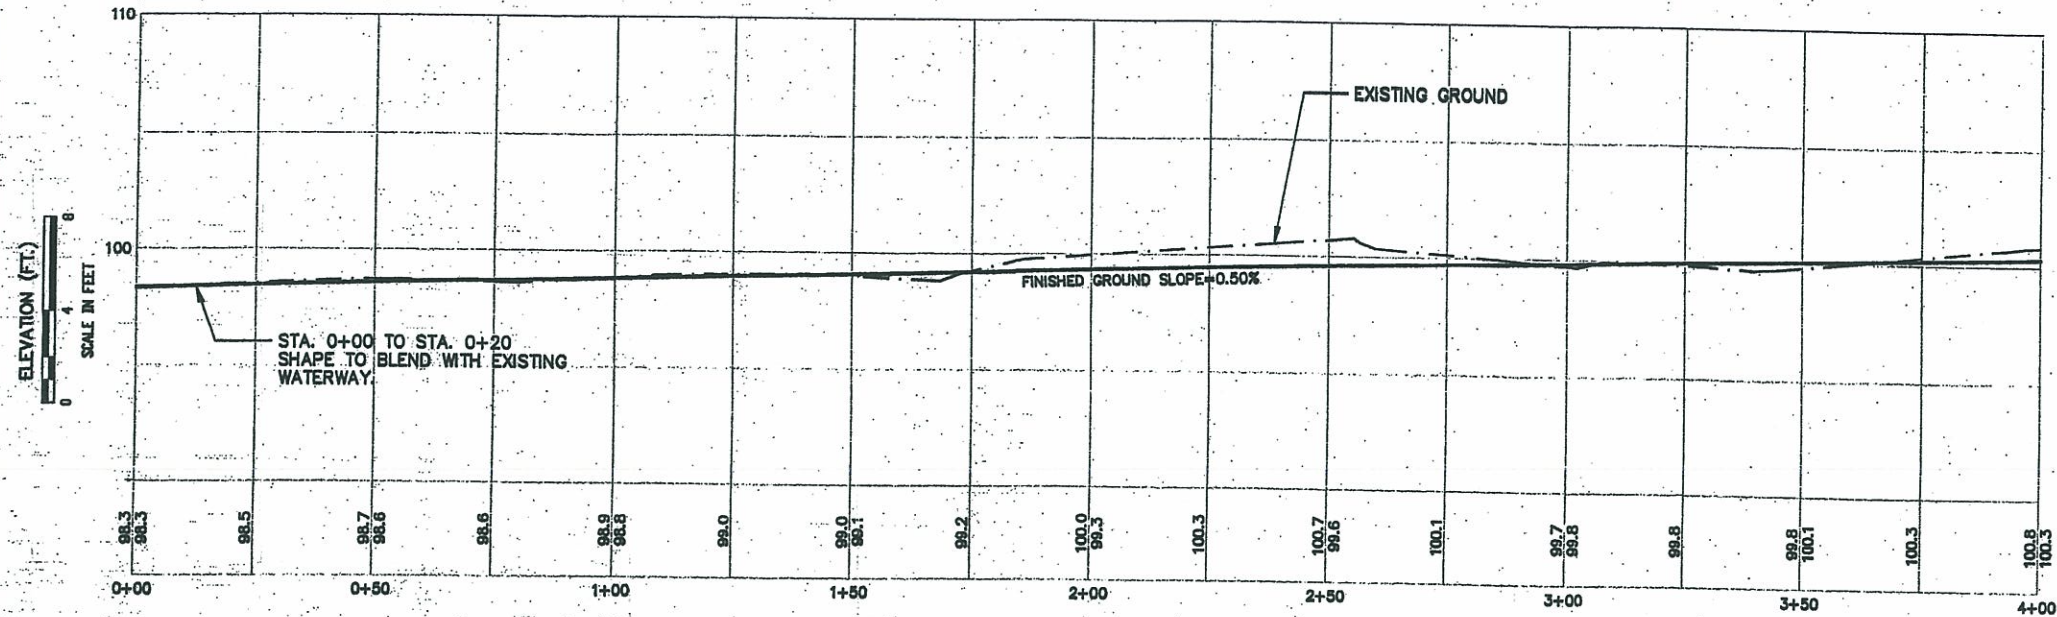 110
EXISTING GROUND
100
ELEVATION (FT.)
0 4 8
SCALE IN FEET
FINISHED GROUND SLOPE=0.50%
STA. 0+00 TO STA. 0+20
SHAPE TO BLEND WITH EXISTING
WATERWAY.
98.3 98.5 98.7 98.6 98.9 99.0 99.0 99.2 100.0 100.3 100.7 100.1 99.7 99.8 99.8 100.3 100.8
98.3 98.6 98.8 99.1 99.3 99.6 99.8 100.1 100.3
0+00 0+50 1+00 1+50 2+00 2+50 3+00 3+50 4+00